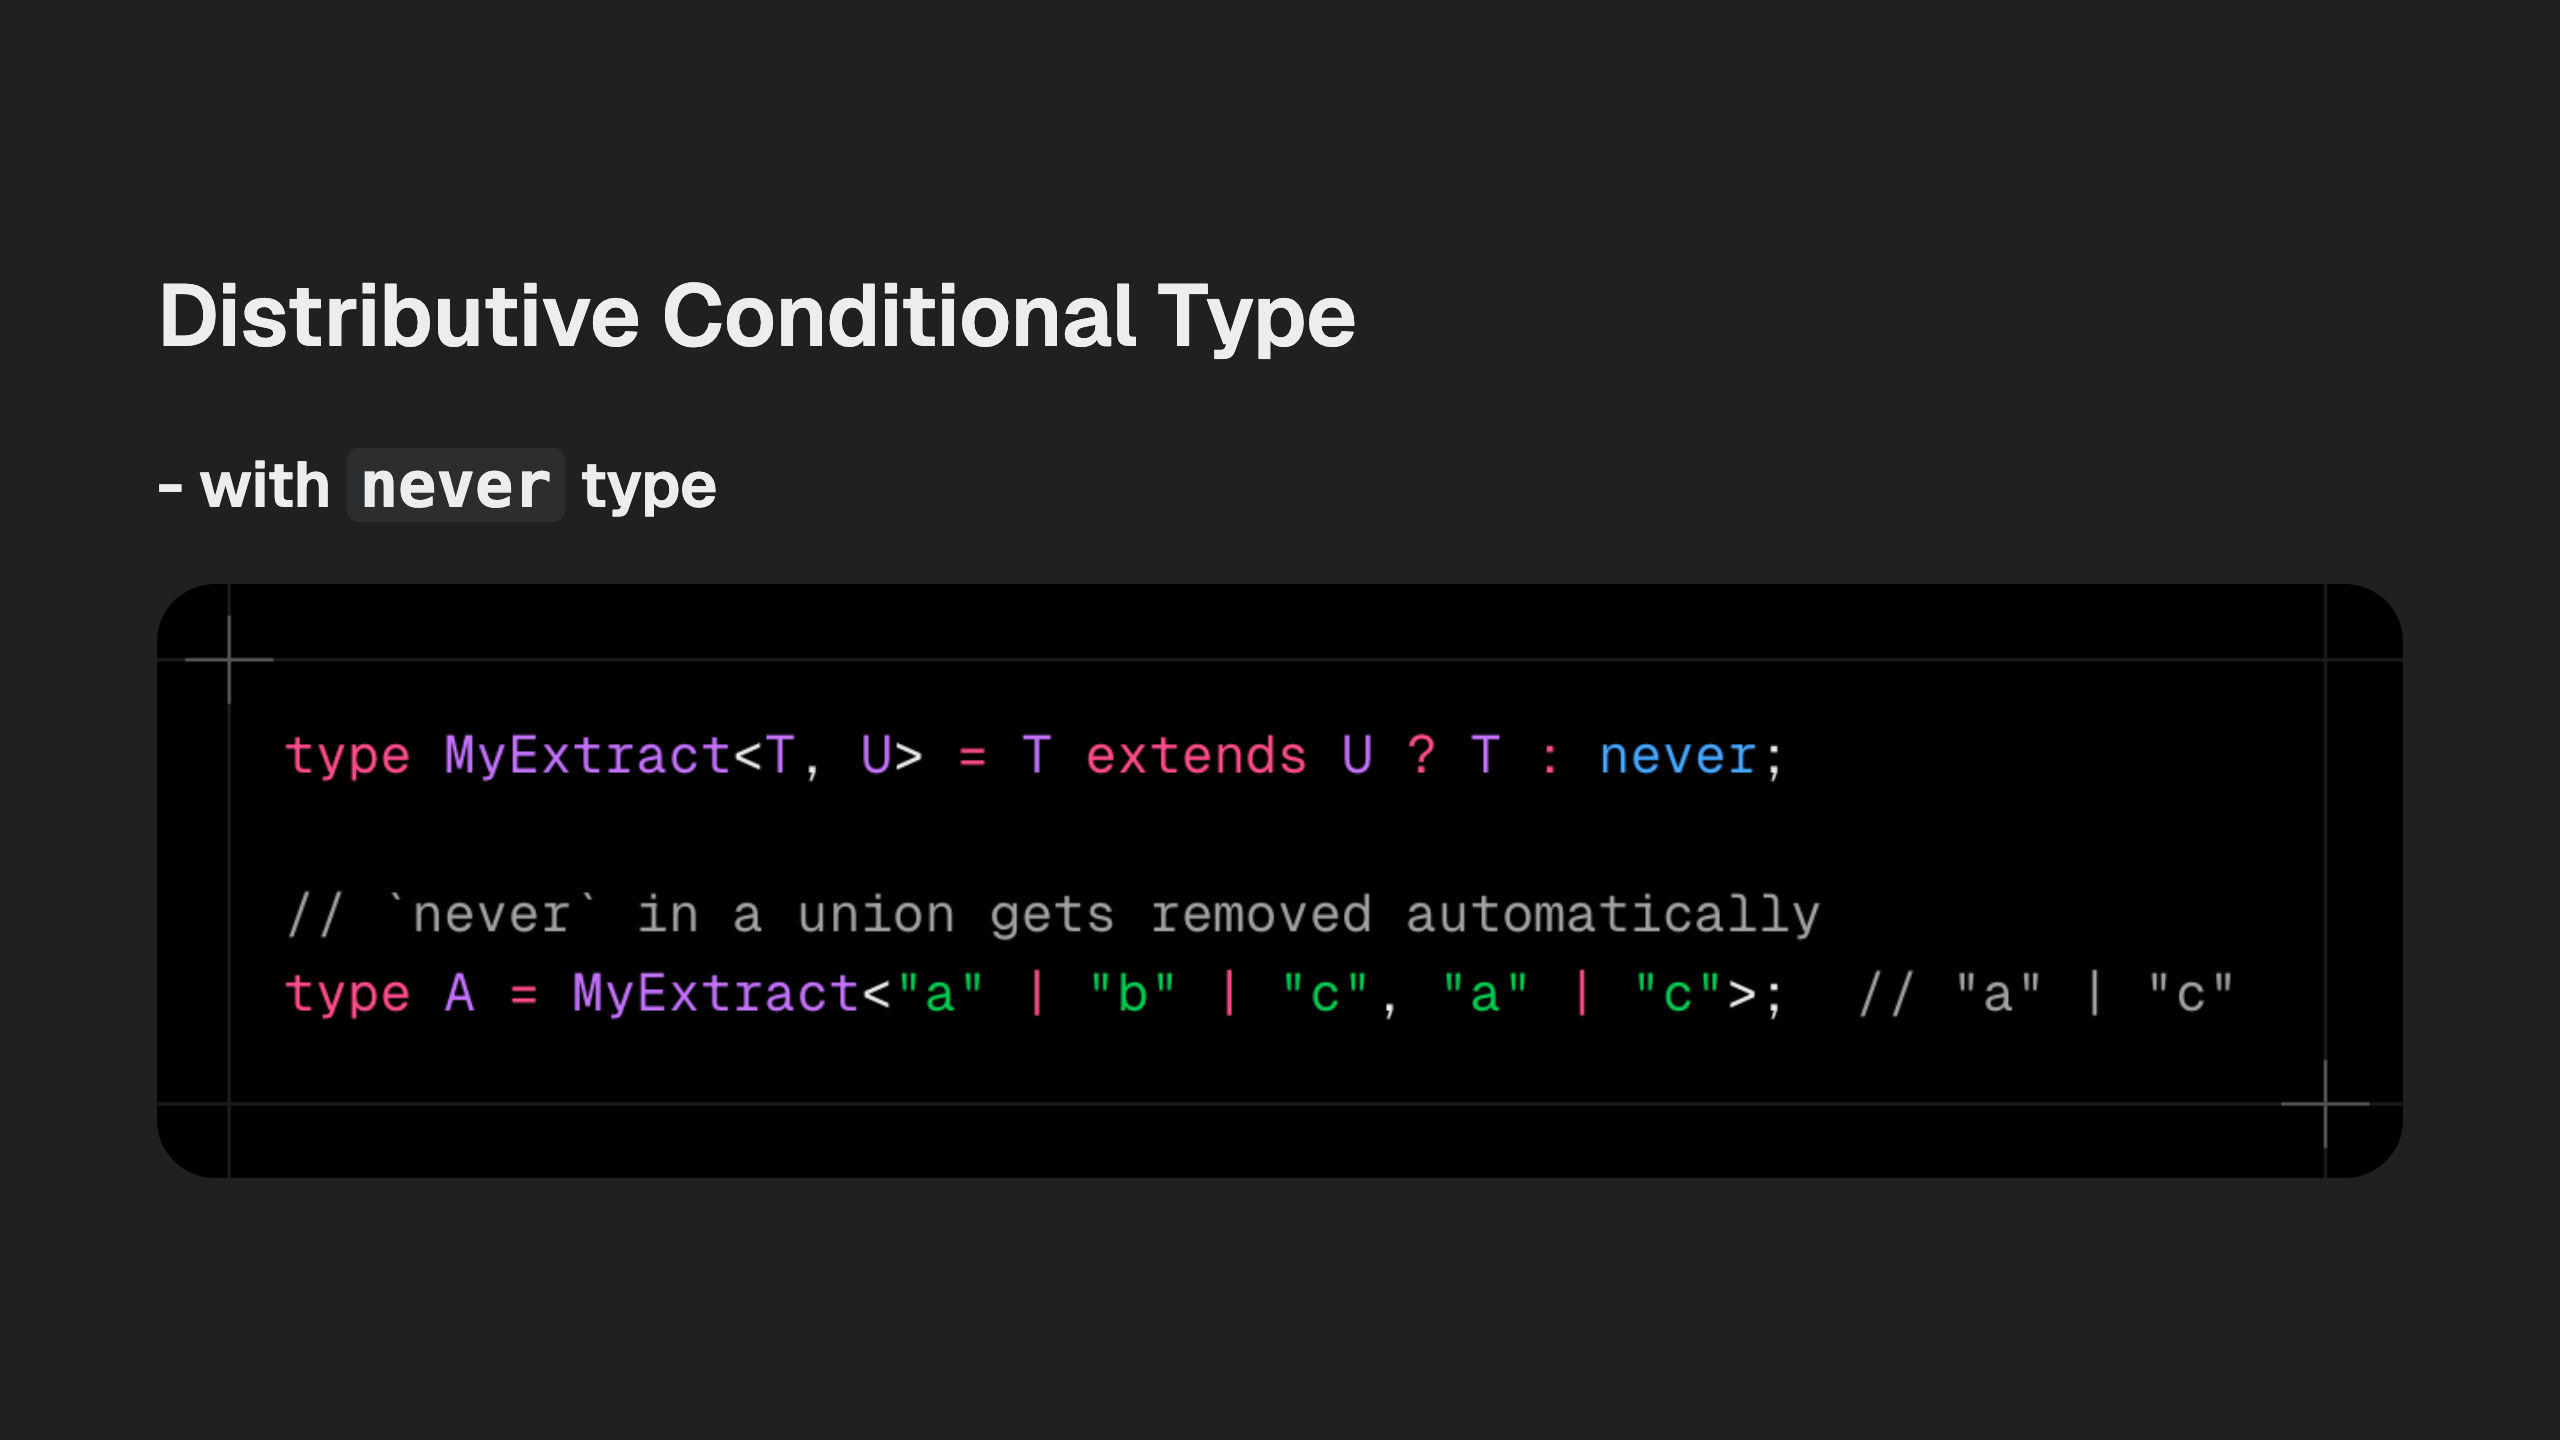 Distributive Conditional Type
- with never type
type MyExtract<T, U> = T extends U ? T : never;
// `never` in a union gets removed automatically
type A = MyExtract<"a" | "b" | "c", "a" | "c">;  // "a" | "c"